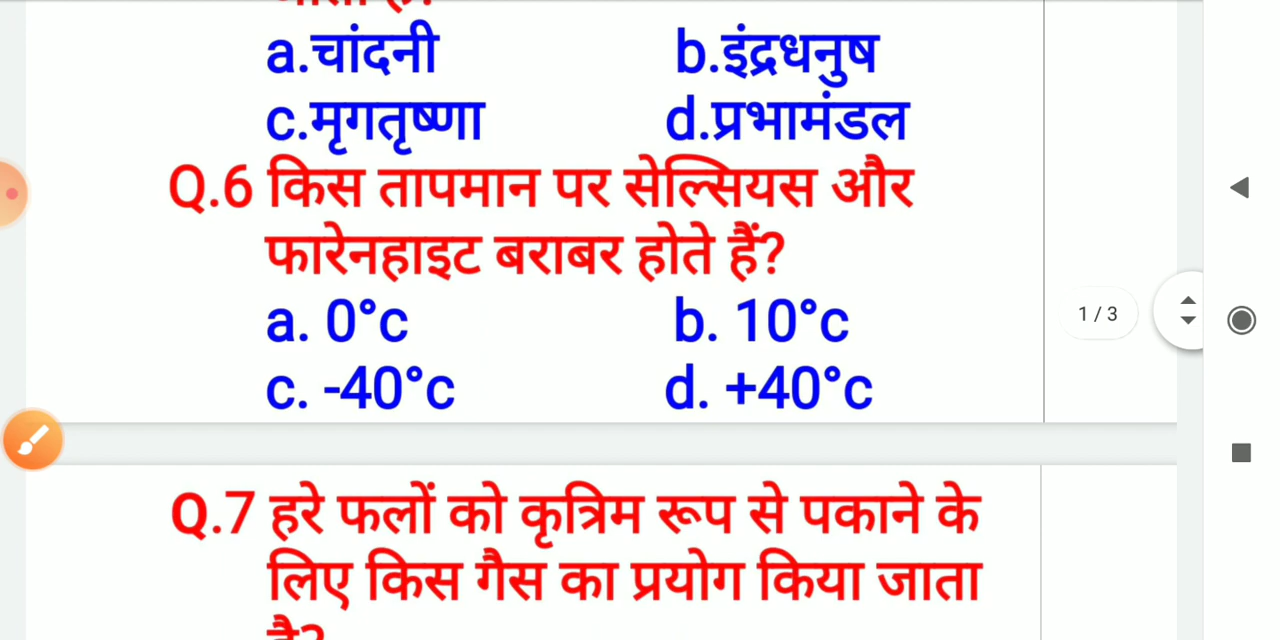 a.चांदनी b.इंद्रधनुष
c.मृगतृष्णा d.प्रभामंडल
Q.6 किस तापमान पर सेल्सियस और
फारेनहाइट बराबर होते हैं?
a. 0°c b. 10°c
1 / 3
c. -40°c d. +40°c
Q.7 हरे फलों को कृत्रिम रूप से पकाने के
लिए किस गैस का प्रयोग किया जाता